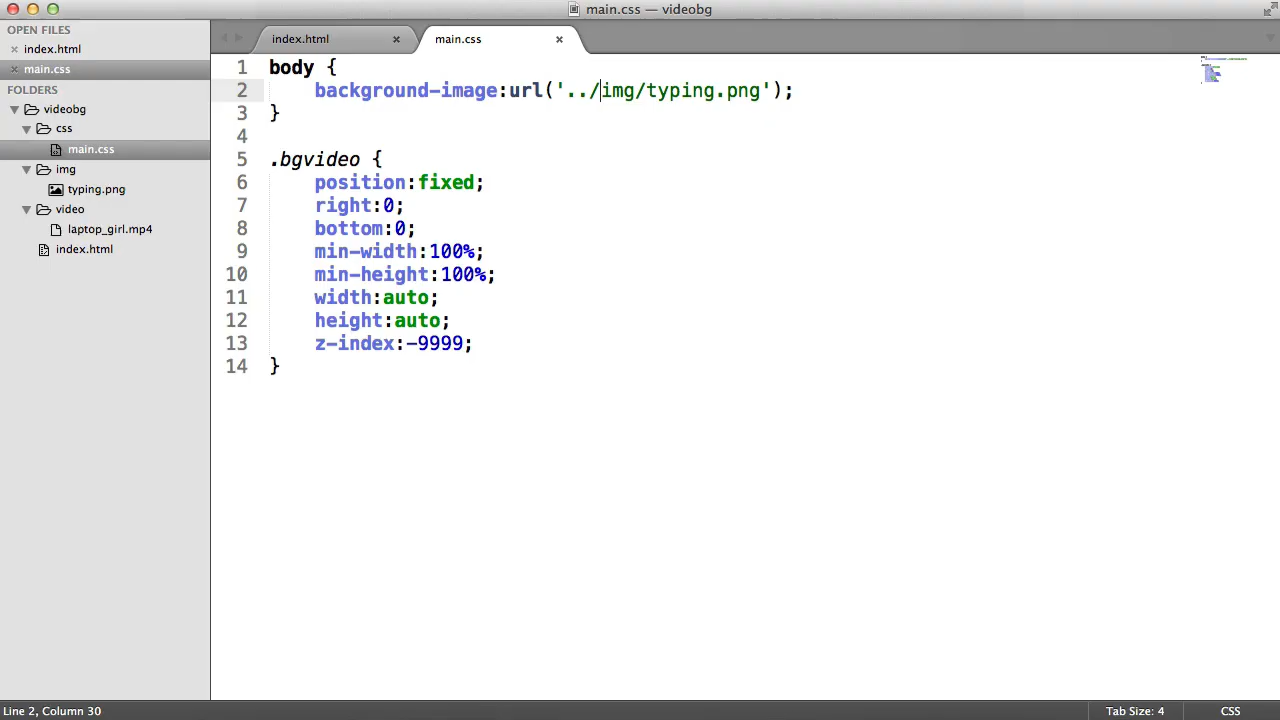 main.css — videobg
OPEN FILES
index.html
main.css
FOLDERS
videobg
css
main.css
img
typing.png
video
laptop_girl.mp4
index.html
index.html
main.css
1 body {
2 background-image:url('../img/typing.png');
3 }
4
5 .bgvideo {
6 position:fixed;
7 right:0;
8 bottom:0;
9 min-width:100%;
10 min-height:100%;
11 width:auto;
12 height:auto;
13 z-index:-9999;
14 }
Line 2, Column 30
Tab Size: 4
CSS